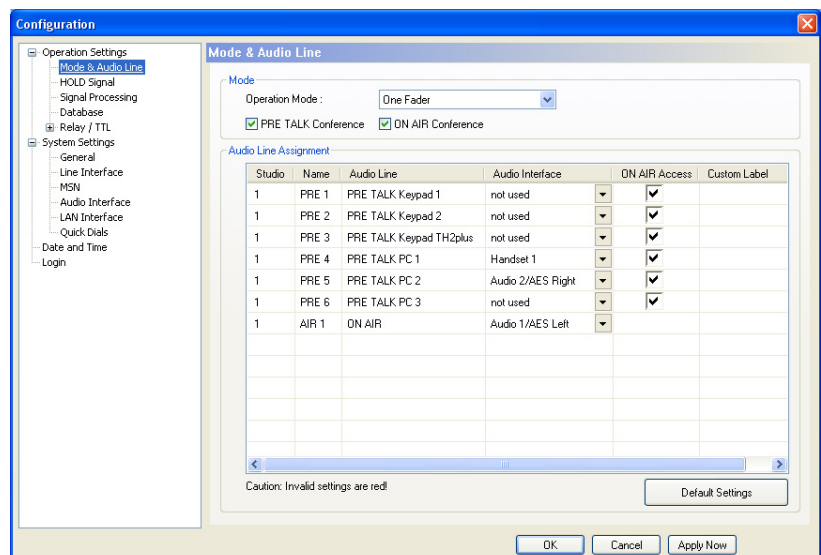 Configuration
Operation Settings
Mode & Audio Line
HOLD Signal
Signal Processing
Database
Relay / TTL
System Settings
General
Line Interface
MSN
Audio Interface
LAN Interface
Quick Dials
Date and Time
Login
Mode & Audio Line
Mode
Operation Mode : One Fader
PRE TALK Conference ON AIR Conference
Audio Line Assignment
Studio Name Audio Line Audio Interface ON AIR Access Custom Label
1 PRE 1 PRE TALK Keypad 1 not used
1 PRE 2 PRE TALK Keypad 2 not used
1 PRE 3 PRE TALK Keypad TH2plus not used
1 PRE 4 PRE TALK PC 1 Handset 1
1 PRE 5 PRE TALK PC 2 Audio 2/AES Right
1 PRE 6 PRE TALK PC 3 not used
1 AIR 1 ON AIR Audio 1/AES Left
Caution: Invalid settings are red!
Default Settings
OK Cancel Apply Now